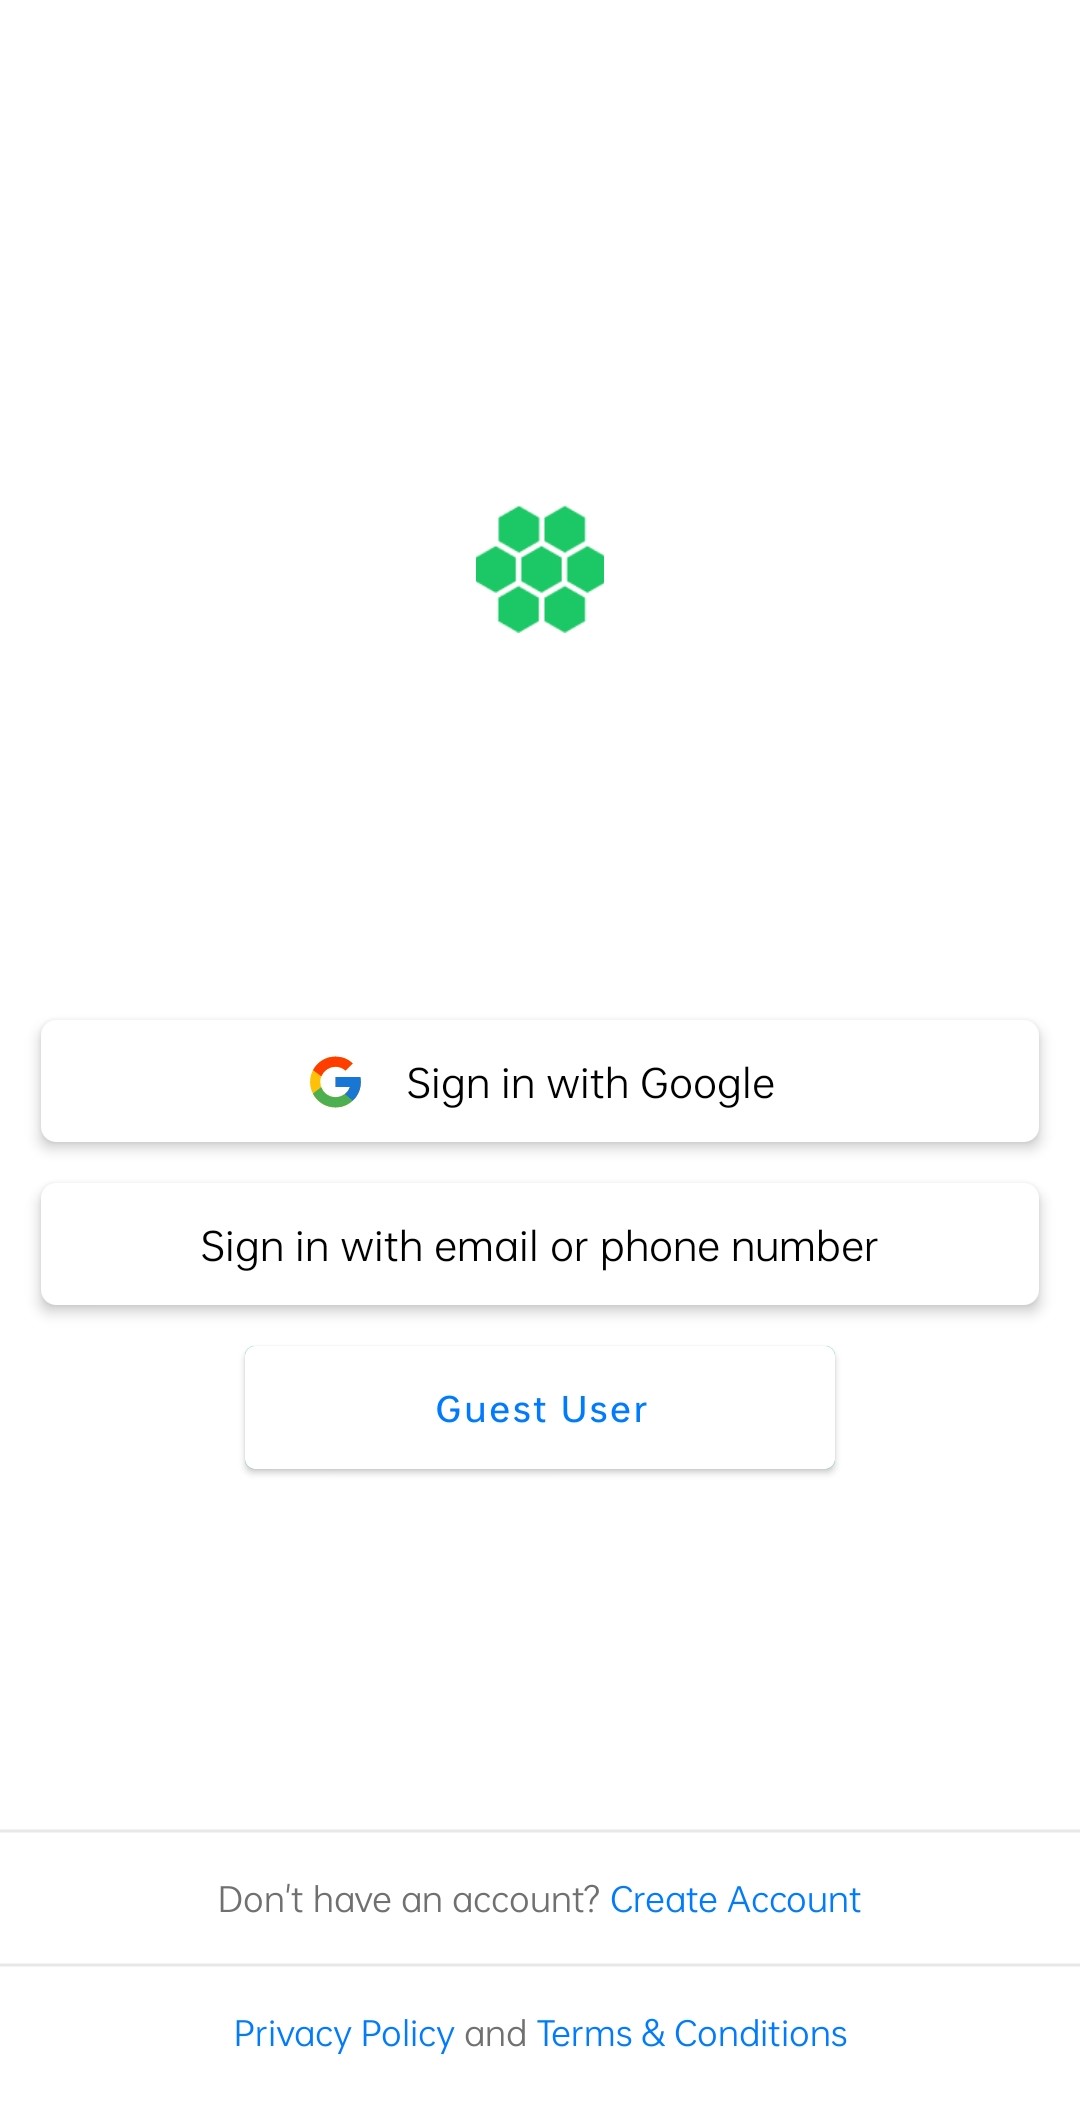 Sign in with Google
Sign in with email or phone number
Guest User
Don't have an account? Create Account
Privacy Policy and Terms & Conditions